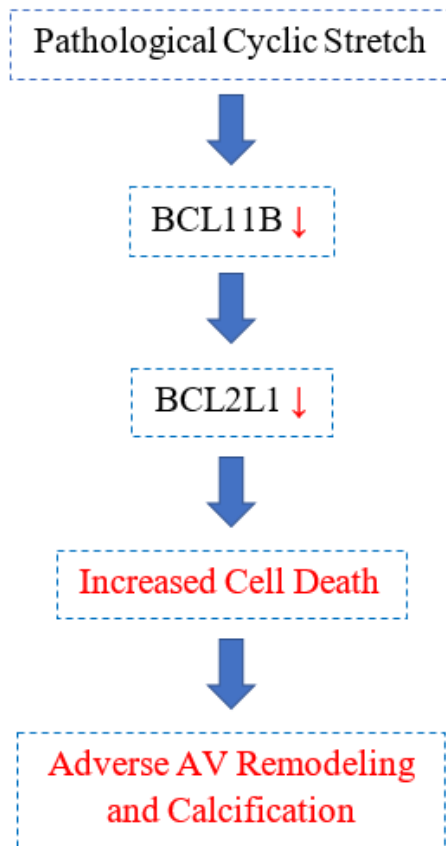 Pathological Cyclic Stretch
BCL11B ↓
BCL2L1 ↓
Increased Cell Death
Adverse AV Remodeling
and Calcification